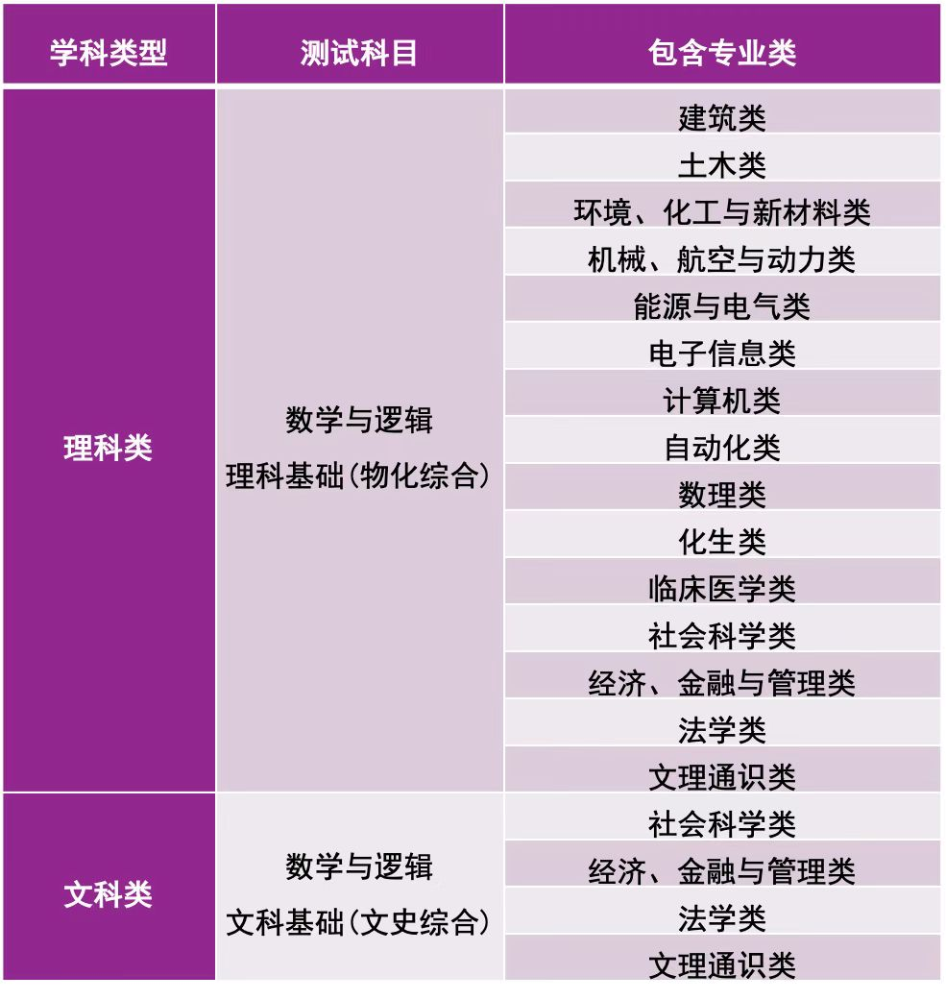 学科类型
测试科目
包含专业类
理科类
数学与逻辑
理科基础(物化综合)
建筑类
土木类
环境、化工与新材料类
机械、航空与动力类
能源与电气类
电子信息类
计算机类
自动化类
数理类
化生类
临床医学类
社会科学类
经济、金融与管理类
法学类
文理通识类
文科类
数学与逻辑
文科基础(文史综合)
社会科学类
经济、金融与管理类
法学类
文理通识类